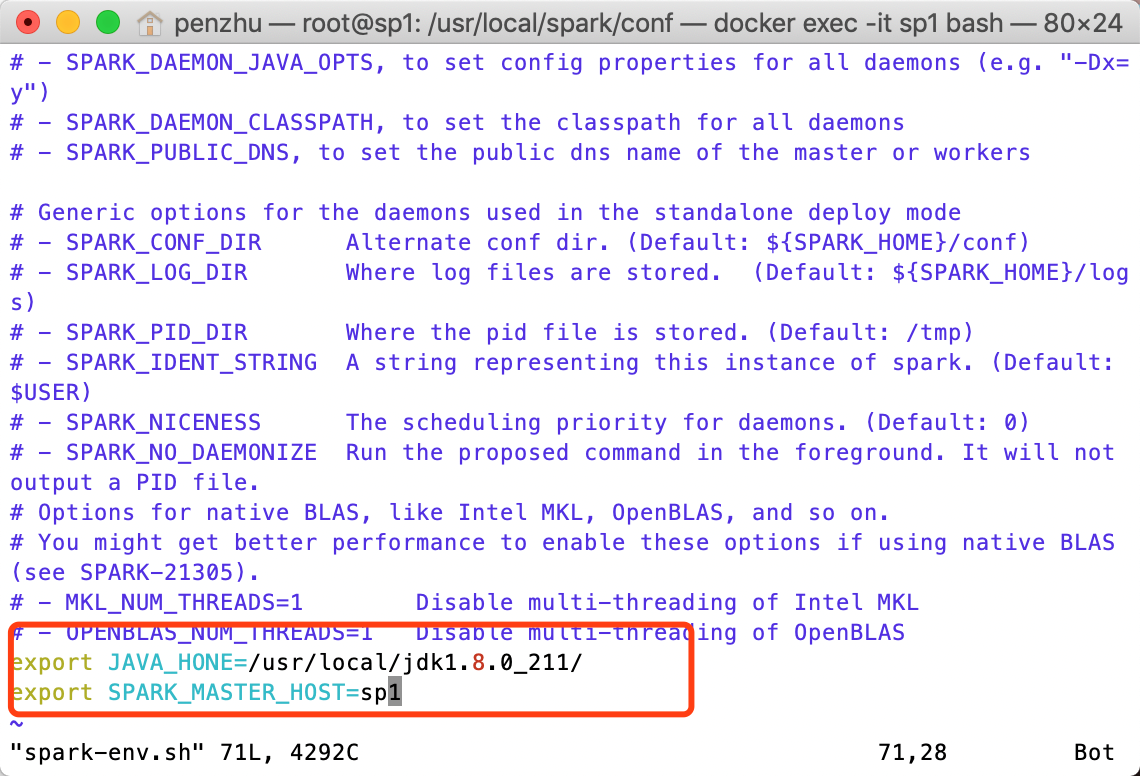 penzhu — root@sp1: /usr/local/spark/conf — docker exec -it sp1 bash — 80×24
# - SPARK_DAEMON_JAVA_OPTS, to set config properties for all daemons (e.g. "-Dx=
y")
# - SPARK_DAEMON_CLASSPATH, to set the classpath for all daemons
# - SPARK_PUBLIC_DNS, to set the public dns name of the master or workers

# Generic options for the daemons used in the standalone deploy mode
# - SPARK_CONF_DIR      Alternate conf dir. (Default: ${SPARK_HOME}/conf)
# - SPARK_LOG_DIR       Where log files are stored.  (Default: ${SPARK_HOME}/log
s)
# - SPARK_PID_DIR       Where the pid file is stored. (Default: /tmp)
# - SPARK_IDENT_STRING  A string representing this instance of spark. (Default: 
$USER)
# - SPARK_NICENESS      The scheduling priority for daemons. (Default: 0)
# - SPARK_NO_DAEMONIZE  Run the proposed command in the foreground. It will not 
output a PID file.
# Options for native BLAS, like Intel MKL, OpenBLAS, and so on.
# You might get better performance to enable these options if using native BLAS 
(see SPARK-21305).
# - MKL_NUM_THREADS=1        Disable multi-threading of Intel MKL
# - OPENBLAS_NUM_THREADS=1   Disable multi-threading of OpenBLAS
export JAVA_HONE=/usr/local/jdk1.8.0_211/
export SPARK_MASTER_HOST=sp1
~
"spark-env.sh" 71L, 4292C 71,28 Bot